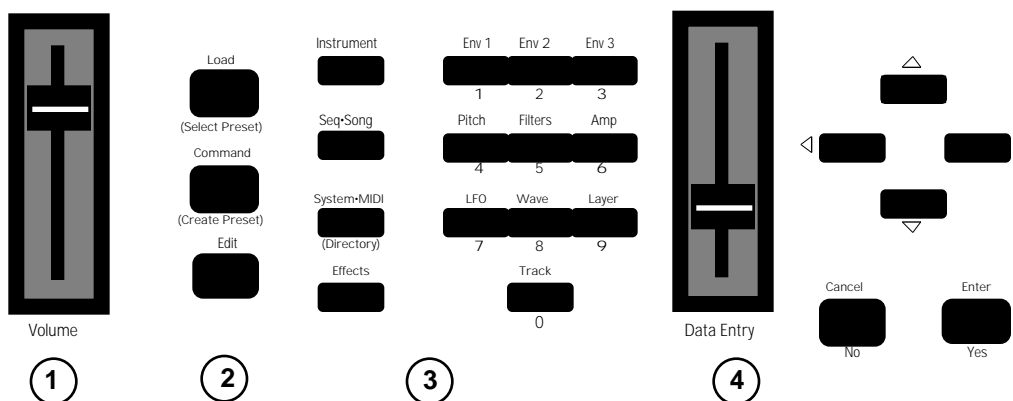 Instrument Env 1 Env 2 Env 3
Load
1 2 3
(Select Preset) Seq•Song Pitch Filters Amp
Command
4 5 6
System•MIDI LFO Wave Layer
(Create Preset)
Edit (Directory) 7 8 9
Effects Track
Cancel Enter
0
Volume Data Entry
No Yes
1 2 3 4